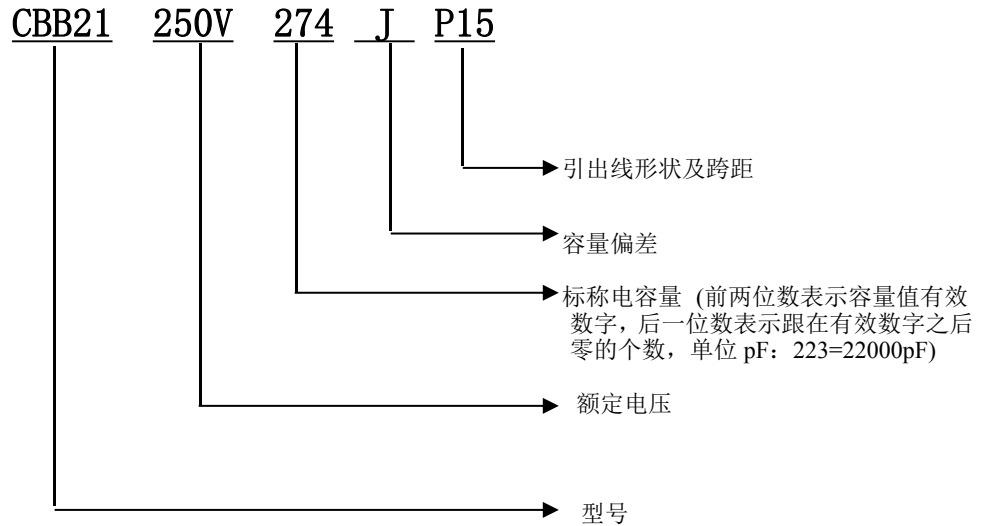 CBB21 250V 274 J P15
引出线形状及跨距
容量偏差
标称电容量 (前两位数表示容量值有效
数字，后一位数表示跟在有效数字之后
零的个数，单位 pF：223=22000pF)
额定电压
型号